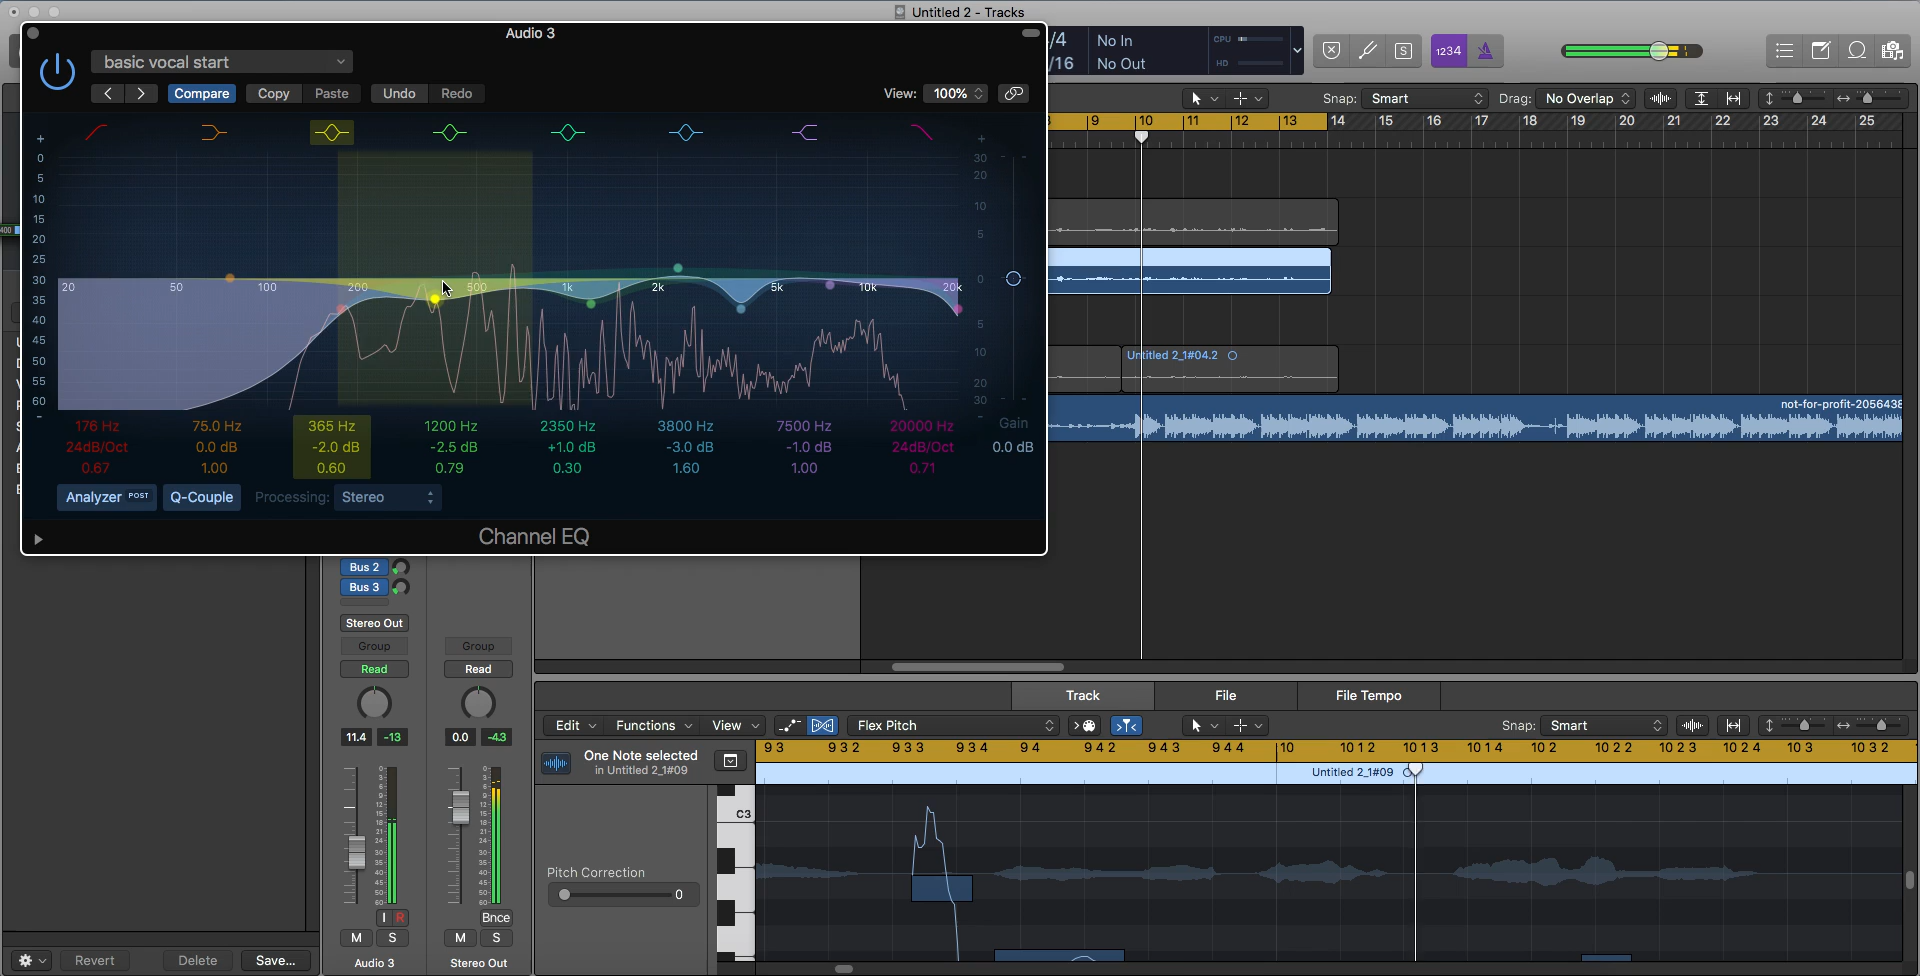 Untitled 2 - Tracks
Audio 3
basic vocal start
Compare
Copy
Paste
Undo
Redo
View:
100%
/4
/16
No In
No Out
CPU
HD
S
1234
Snap:
Smart
Drag:
No Overlap
9 10 11 12 13 14 15 16 17 18 19 20 21 22 23 24 25
+
0
5
10
15
20
25
30
35
40
45
50
55
60
-
+
30
20
10
5
0
5
10
20
30
-
20 50 100 200 500 1k 2k 5k 10k 20k
176 Hz 75.0 Hz 365 Hz 1200 Hz 2350 Hz 3800 Hz 7500 Hz 20000 Hz Gain
24dB/Oct 0.0 dB -2.0 dB -2.5 dB +1.0 dB -3.0 dB -1.0 dB 24dB/Oct 0.0 dB
0.67 1.00 0.60 0.79 0.30 1.60 1.00 0.71
Analyzer POST
Q-Couple
Processing:
Stereo
Channel EQ
400
Untitled 2_1#04.2
not-for-profit-2056438
Bus 2
Bus 3
Stereo Out
Group
Group
Read
Read
11.4 -13
0.0 -4.3
I R
Bnce
M S
M S
Audio 3
Stereo Out
Revert
Delete
Save...
Track
File
File Tempo
Edit
Functions
View
Flex Pitch
Snap:
Smart
One Note selected
in Untitled 2_1#09
9 3 9 3 2 9 3 3 9 3 4 9 4 9 4 2 9 4 3 9 4 4 10 10 1 2 10 1 3 10 1 4 10 2 10 2 2 10 2 3 10 2 4 10 3 10 3 2
Untitled 2_1#09
C3
Pitch Correction
0